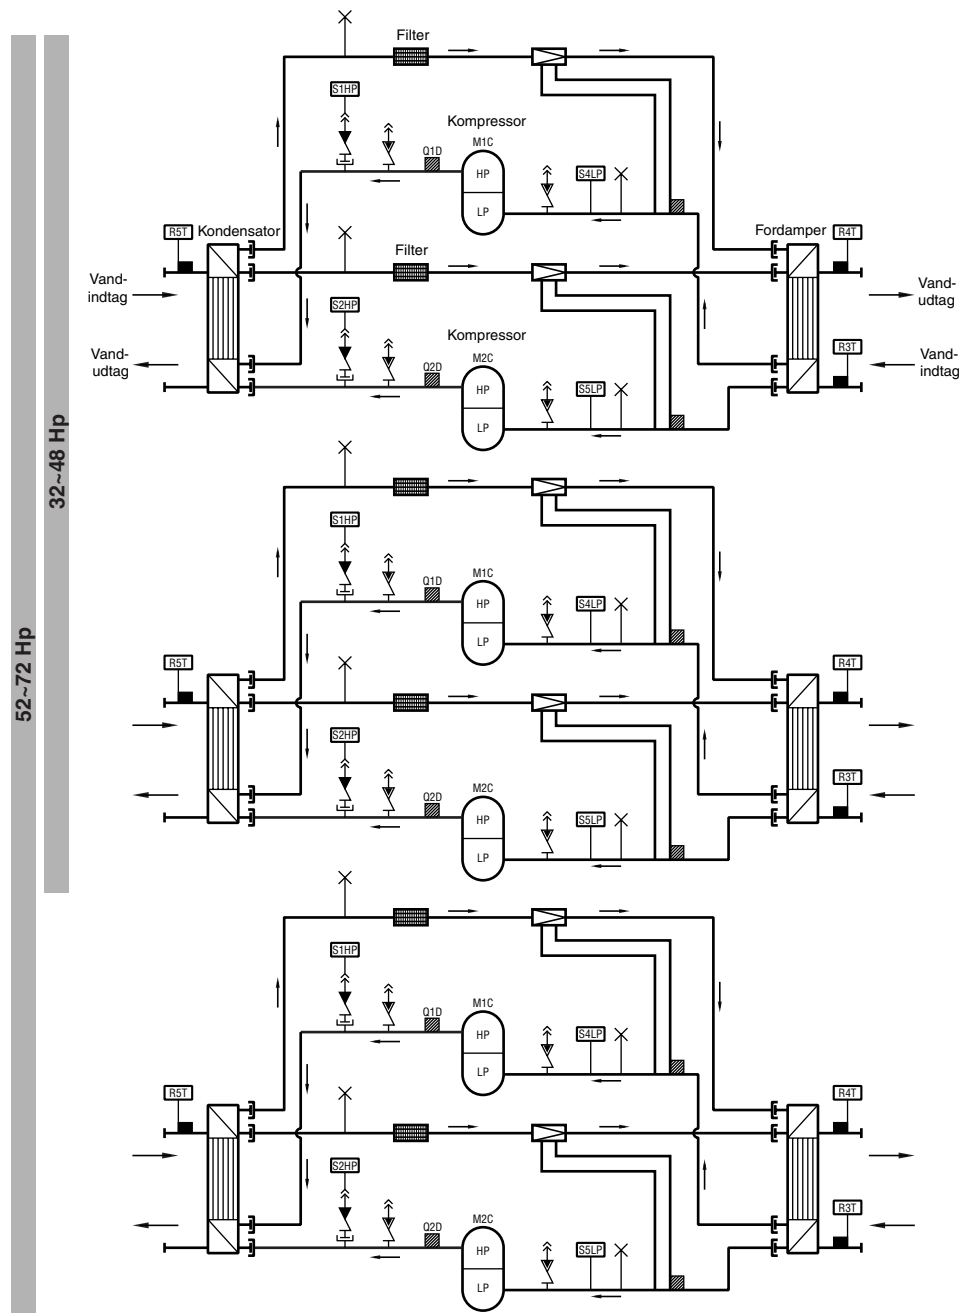 Filter
S1HP
Kompressor
Q1D
M1C
HP
S4LP
LP
R5T
Kondensator
Fordamper
R4T
Filter
Vand-
indtag
Vand-
udtag
S2HP
Kompressor
R3T
Vand-
udtag
Vand-
indtag
Q2D
M2C
HP
S5LP
LP
32~48 Hp
S1HP
Q1D
M1C
HP
S4LP
LP
52~72 Hp
R5T
R4T
S2HP
R3T
Q2D
M2C
HP
S5LP
LP
S1HP
Q1D
M1C
HP
S4LP
LP
R5T
R4T
S2HP
R3T
Q2D
M2C
HP
S5LP
LP